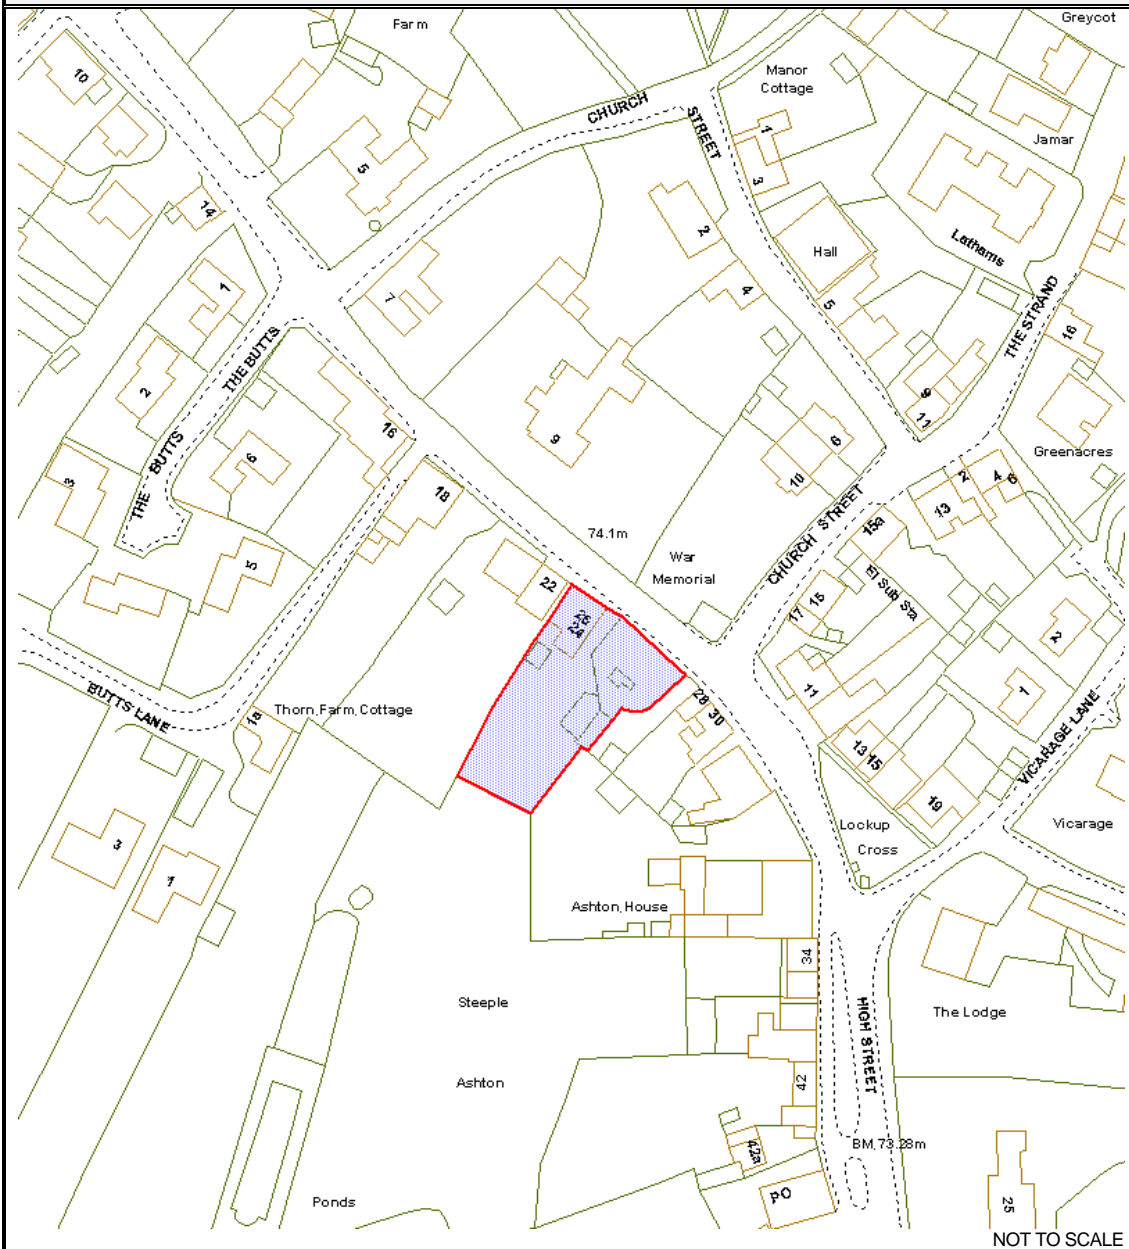 Farm
Greycot
10
Manor
Cottage
CHURCH
STREET
1
Jamar
5
3
14
2
Lathams
Hall
1
7
4
5
THE STRAND
16
THE BUTTS
2
9
11
16
6
THE BUTTS
9
8
Greenacres
3
10
2
4
6
18
13
CHURCH STREET
15a
74.1m
War
Memorial
5
22
El Sub Sta
15
17
26
24
2
11
1
BUTTS LANE
Thorn Farm Cottage
1a
28
30
VICARAGE LANE
13
15
19
Lockup
Cross
Vicarage
3
1
Ashton House
34
Steeple
HIGH STREET
The Lodge
Ashton
42
BM 73.28m
42a
PO
Ponds
25
NOT TO SCALE